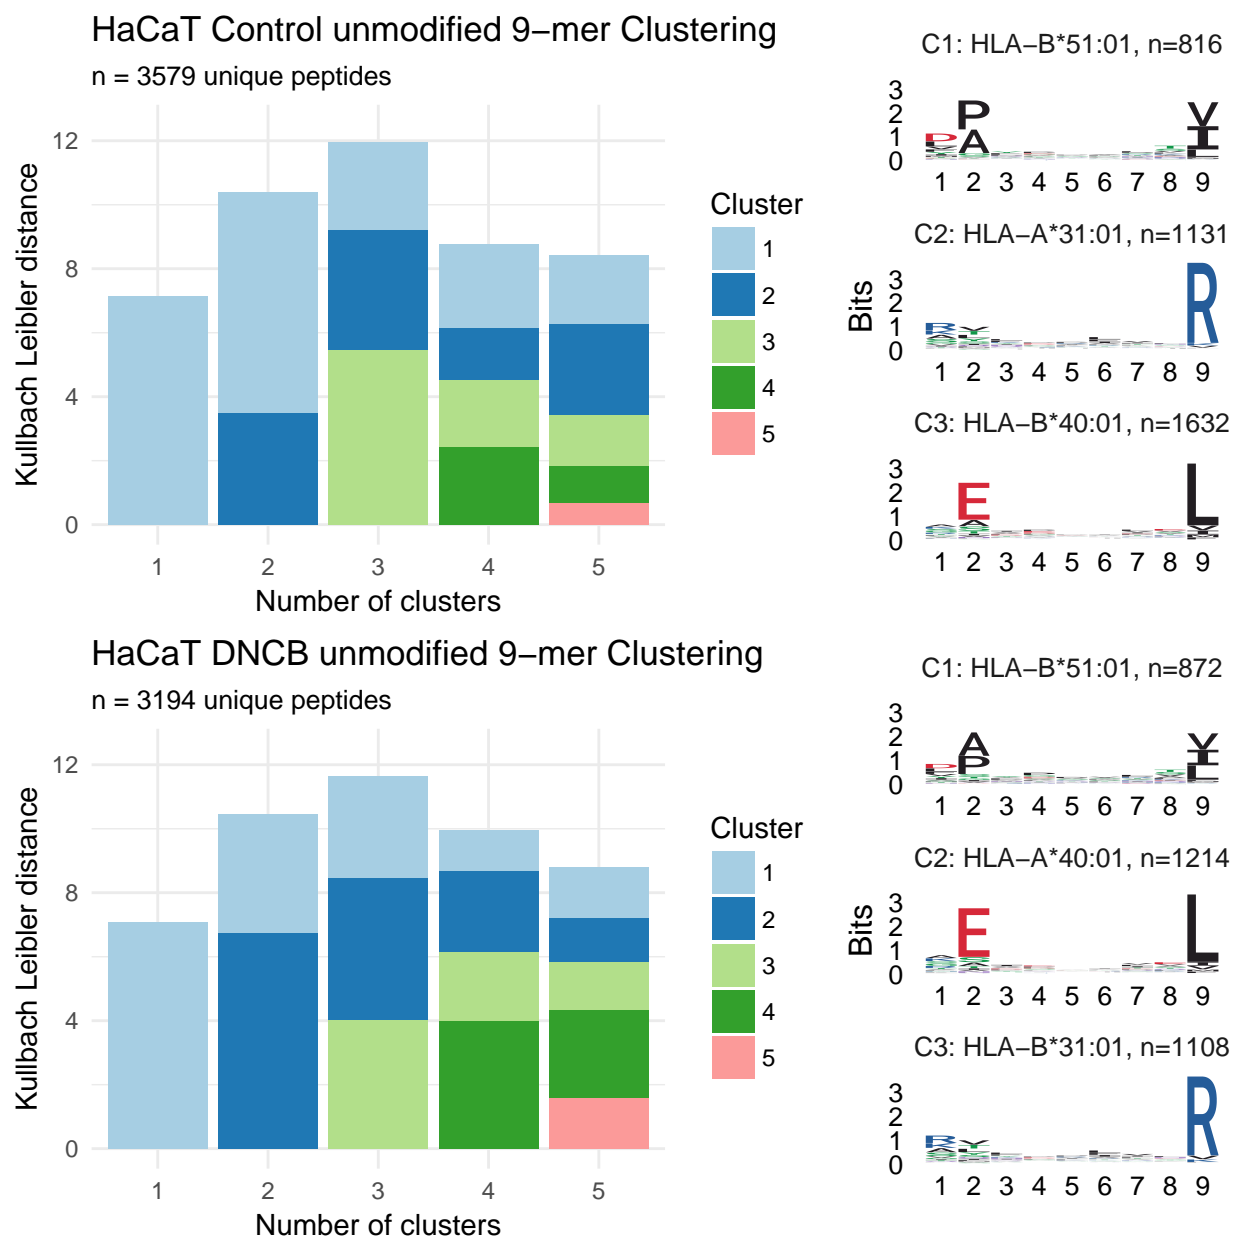 HaCaT Control unmodified 9−mer Clustering
n = 3579 unique peptides
Kullbach Leibler distance
12
8
4
0
1 2 3 4 5
Number of clusters
Cluster
1
2
3
4
5
C1: HLA−B*51:01, n=816
3
2
1
0
D
P
A
V
I
L
1 2 3 4 5 6 7 8 9
C2: HLA−A*31:01, n=1131
Bits
3
2
1
0
R
R
1 2 3 4 5 6 7 8 9
C3: HLA−B*40:01, n=1632
3
2
1
0
E
L
1 2 3 4 5 6 7 8 9
HaCaT DNCB unmodified 9−mer Clustering
n = 3194 unique peptides
Kullbach Leibler distance
12
8
4
0
1 2 3 4 5
Number of clusters
Cluster
1
2
3
4
5
C1: HLA−B*51:01, n=872
3
2
1
0
D
A
P
V
I
L
1 2 3 4 5 6 7 8 9
C2: HLA−A*40:01, n=1214
Bits
3
2
1
0
E
L
1 2 3 4 5 6 7 8 9
C3: HLA−B*31:01, n=1108
3
2
1
0
R
R
1 2 3 4 5 6 7 8 9